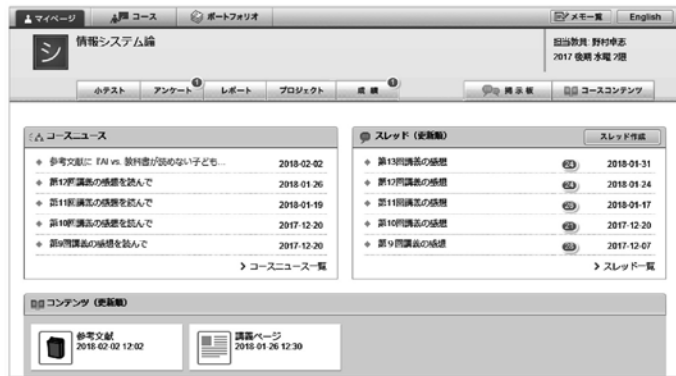 マイページ コース ポートフォリオ メモ一覧 English
シ 情報システム論
担当教員: 野村卓志
2017 後期 水曜 2限
小テスト アンケート 1 レポート プロジェクト 成績 1 掲示板 コースコンテンツ
コースニュース
参考文献に『AI vs. 教科書が読めない子ども... 2018-02-02
第12回講義の感想を読んで 2018-01-26
第11回講義の感想を読んで 2018-01-19
第10回講義の感想を読んで 2017-12-20
第9回講義の感想を読んで 2017-12-20
> コースニュース一覧
スレッド (更新順) スレッド作成
第13回講義の感想 2018-01-31
第12回講義の感想 2018-01-24
第11回講義の感想 2018-01-17
第10回講義の感想 2017-12-20
第9回講義の感想 2017-12-07
> スレッド一覧
コンテンツ (更新順)
参考文献
2018-02-02 12:02
講義ページ
2018-01-26 12:30